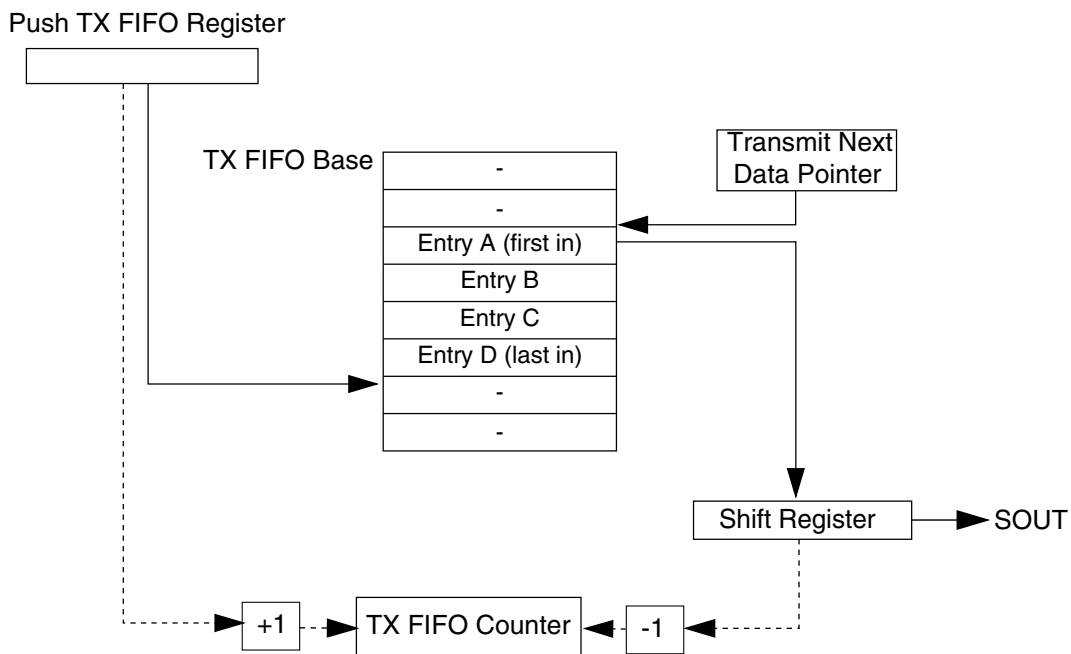 Push TX FIFO Register
TX FIFO Base
-
-
Entry A (first in)
Entry B
Entry C
Entry D (last in)
-
-
Transmit Next
Data Pointer
Shift Register
SOUT
+1
TX FIFO Counter
-1